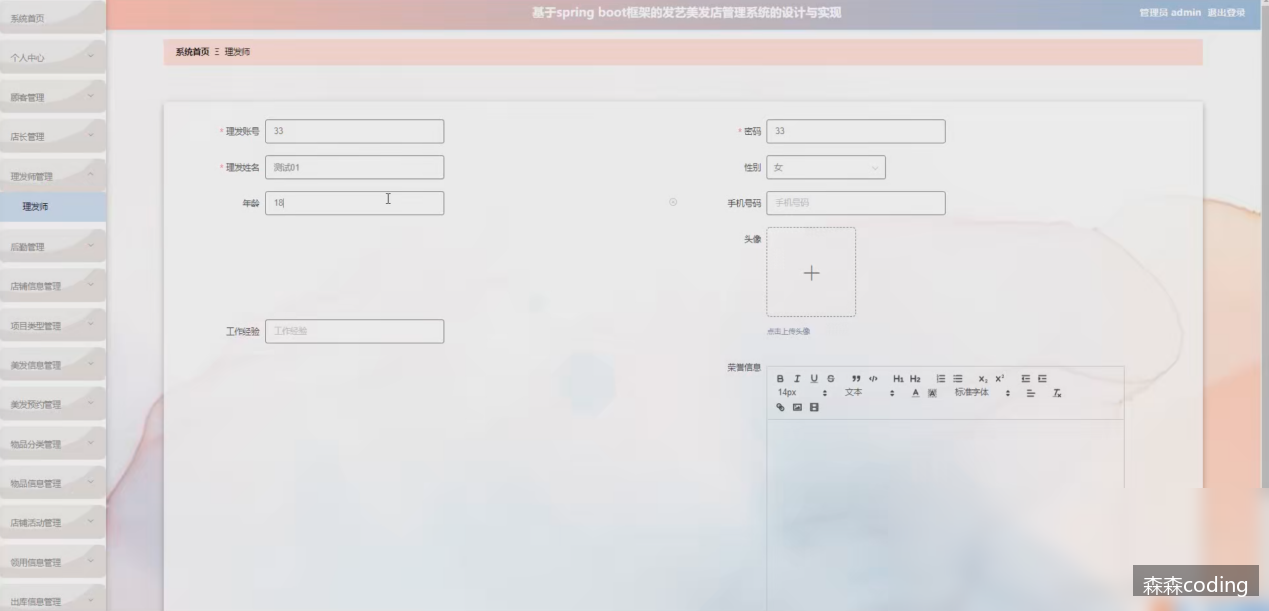 基于spring boot框架的发艺美发店管理系统的设计与实现
管理员 admin 退出登录
系统首页
个人中心
顾客管理
店长管理
理发师管理
理发师
后勤管理
店铺信息管理
项目类型管理
美发信息管理
美发预约管理
物品分类管理
物品信息管理
店铺活动管理
领用信息管理
出库信息管理
系统首页 Ξ 理发师
* 理发账号 33
* 密码 33
* 理发姓名 测试01
性别 女
年龄 18
手机号码 手机号码
头像
点击上传头像
工作经验 工作经验
荣誉信息
B I U S H1 H2 X₂ X²
14px 文本 A 标准字体
森森coding